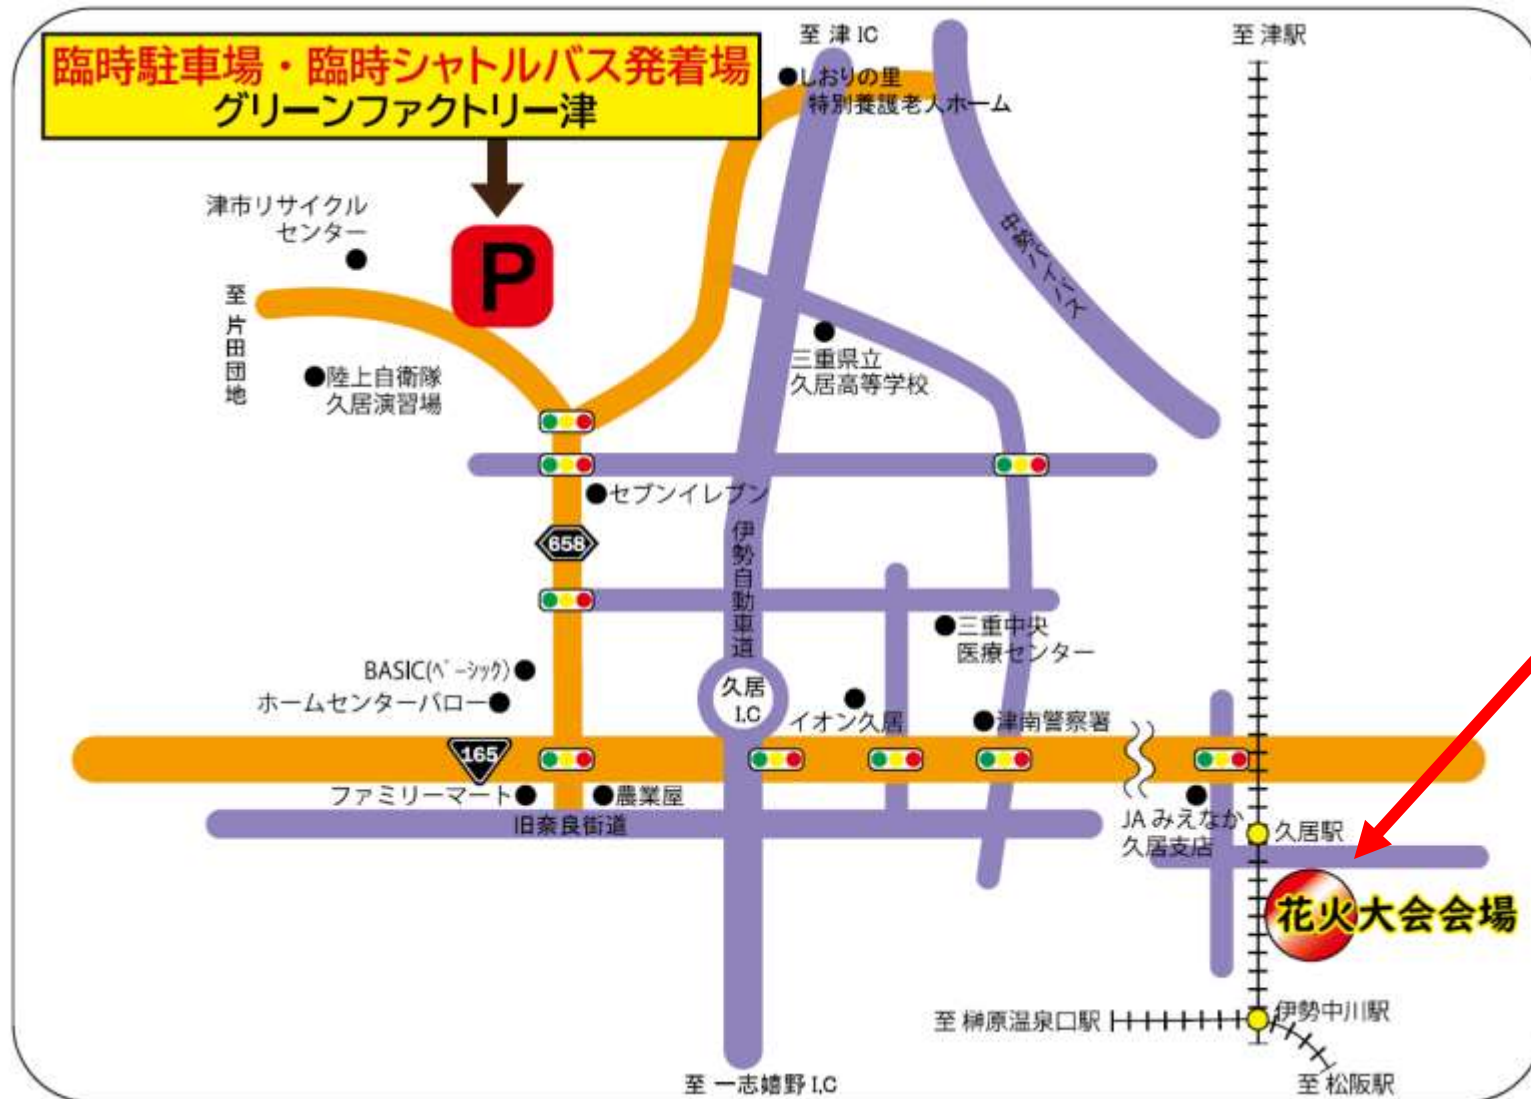 臨時駐車場・臨時シャトルバス発着場
グリーンファクトリー津
至 津 IC
至 津駅
しおりの里
特別養護老人ホーム
津市リサイクル
センター
P
中勢バイパス
至 片田団地
陸上自衛隊
久居演習場
三重県立
久居高等学校
セブンイレブン
658
伊勢自動車道
三重中央
医療センター
BASIC(ベーシック)
ホームセンターバロー
久居
I.C
イオン久居
津南警察署
165
ファミリーマート
農業屋
旧奈良街道
JA みえなか
久居支店
久居駅
花火大会会場
至 榊原温泉口駅
伊勢中川駅
至 松阪駅
至 一志嬉野 I.C